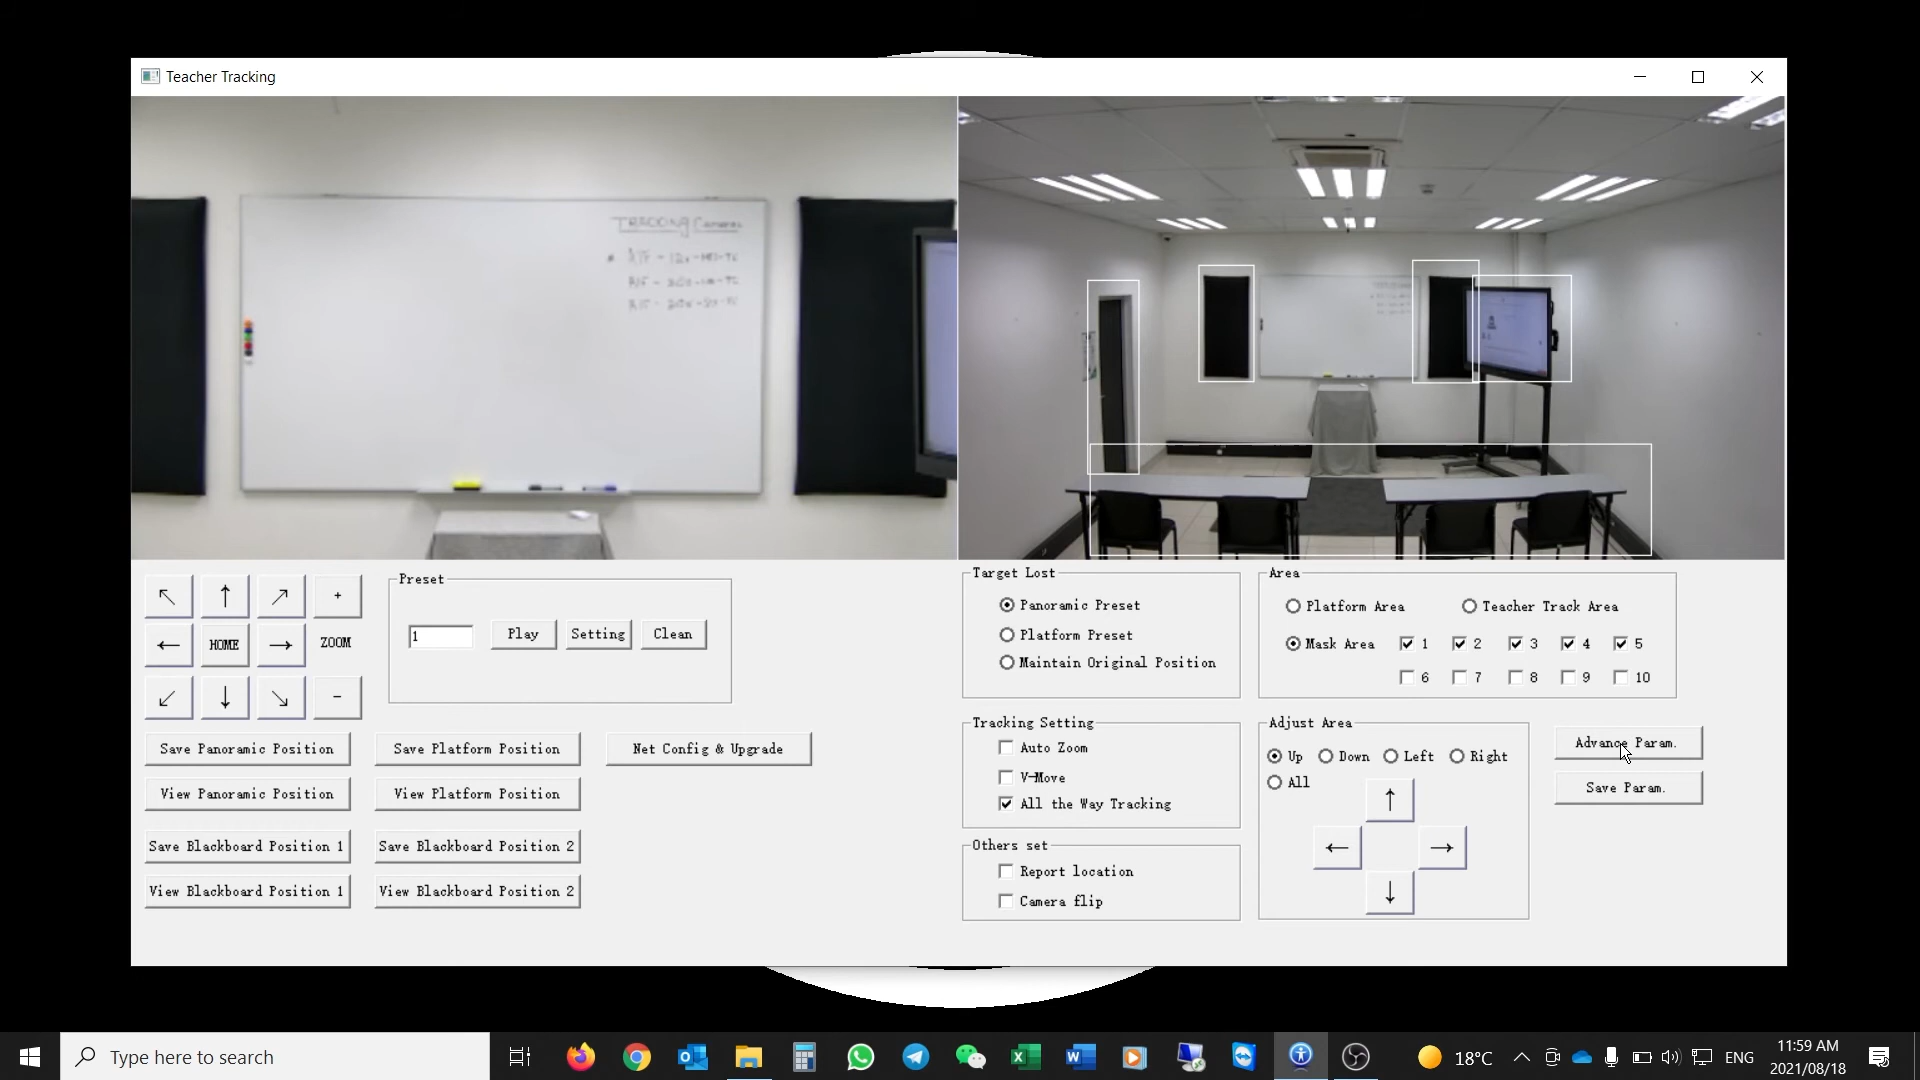 Teacher Tracking
TRACKING Cameras
Preset
1
Play
Setting
Clean
HOME
ZOOM
+
-
Save Panoramic Position
Save Platform Position
Net Config & Upgrade
View Panoramic Position
View Platform Position
Save Blackboard Position 1
Save Blackboard Position 2
View Blackboard Position 1
View Blackboard Position 2
Target Lost
Panoramic Preset
Platform Preset
Maintain Original Position
Area
Platform Area
Teacher Track Area
Mask Area 1 2 3 4 5
6 7 8 9 10
Tracking Setting
Auto Zoom
V-Move
All the Way Tracking
Others set
Report location
Camera flip
Adjust Area
Up Down Left Right
All
Advance Param.
Save Param.
Type here to search
18°C
ENG
11:59 AM
2021/08/18